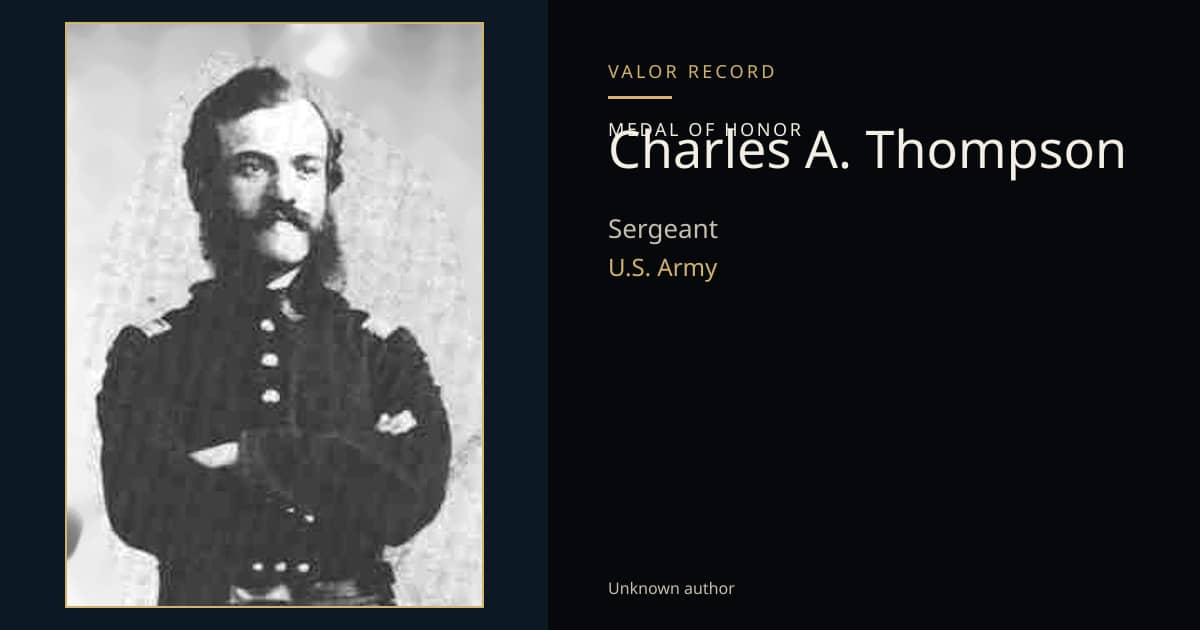 VALOR RECORD
MEDAL OF HONOR
Charles A. Thompson
Sergeant
U.S. Army
Unknown author